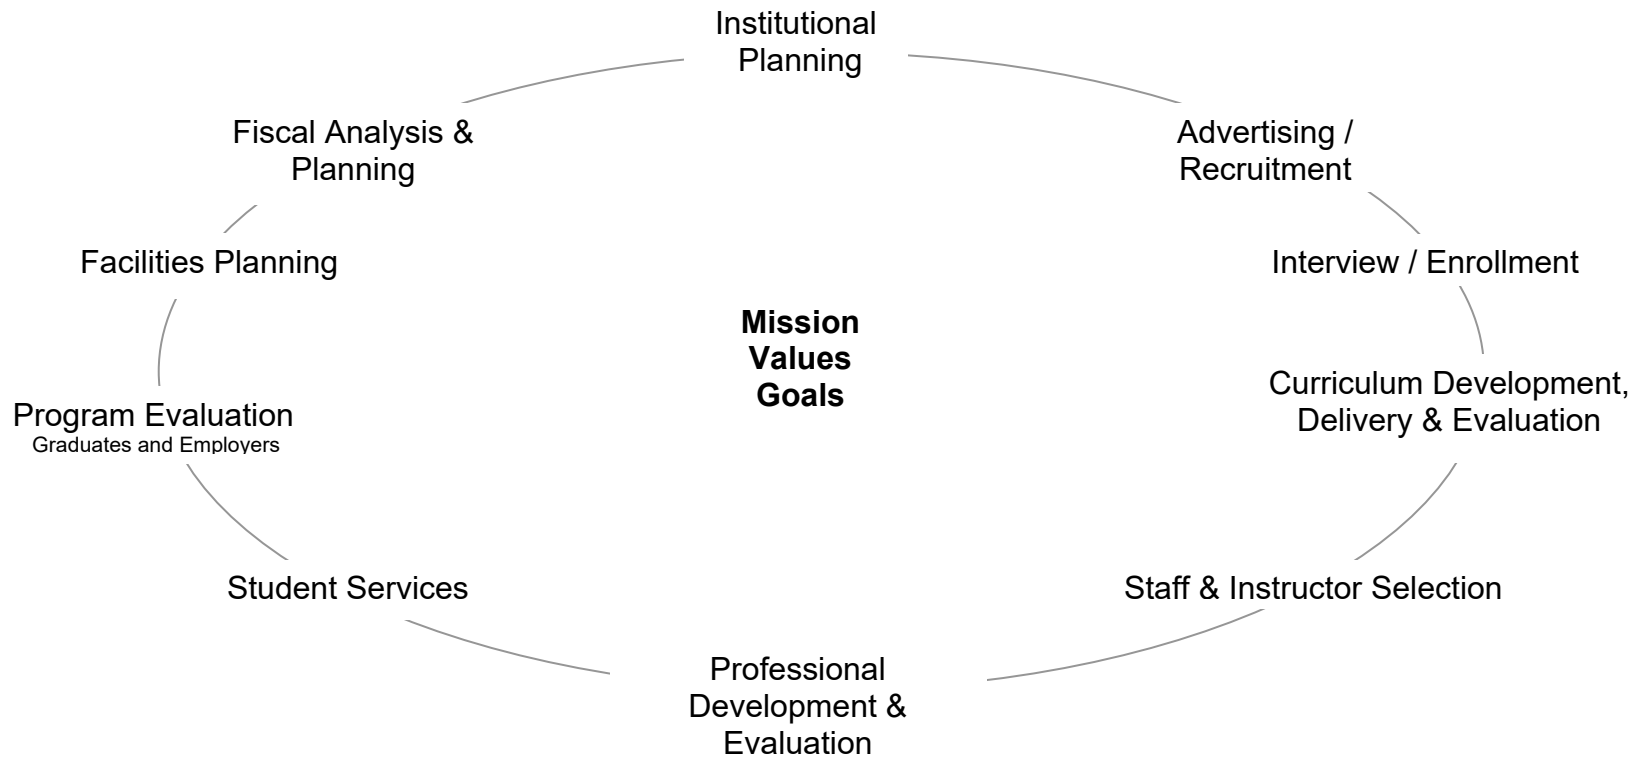 Institutional
Planning
Fiscal Analysis &
Planning
Advertising /
Recruitment
Facilities Planning
Interview / Enrollment
Mission
Values
Goals
Program Evaluation
Graduates and Employers
Curriculum Development,
Delivery & Evaluation
Student Services
Staff & Instructor Selection
Professional
Development &
Evaluation